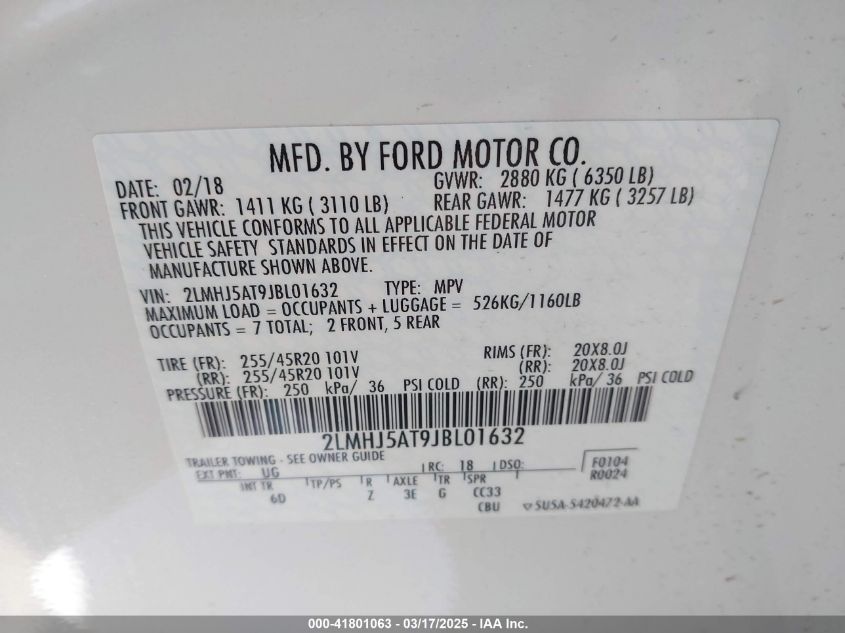 MFD. BY FORD MOTOR CO.
DATE: 02/18 GVWR: 2880 KG ( 6350 LB)
FRONT GAWR: 1411 KG ( 3110 LB) REAR GAWR: 1477 KG ( 3257 LB)
THIS VEHICLE CONFORMS TO ALL APPLICABLE FEDERAL MOTOR
VEHICLE SAFETY STANDARDS IN EFFECT ON THE DATE OF
MANUFACTURE SHOWN ABOVE.
VIN: 2LMHJ5AT9JBL01632 TYPE: MPV
MAXIMUM LOAD = OCCUPANTS + LUGGAGE = 526KG/1160LB
OCCUPANTS = 7 TOTAL; 2 FRONT, 5 REAR
TIRE (FR): 255/45R20 101V RIMS (FR): 20X8.0J
(RR): 255/45R20 101V (RR): 20X8.0J
PRESSURE (FR): 250 kPa/ 36 PSI COLD (RR): 250 kPa/ 36 PSI COLD
2LMHJ5AT9JBL01632
TRAILER TOWING - SEE OWNER GUIDE
EXT PNT: UG RC: 18 DSO: F0104
R0024
INT TR TP/PS R AXLE TR SPR
6D Z 3E G CC33
CBU ▽5U5A-5420472-AA
000-41801063 - 03/17/2025 - IAA Inc.